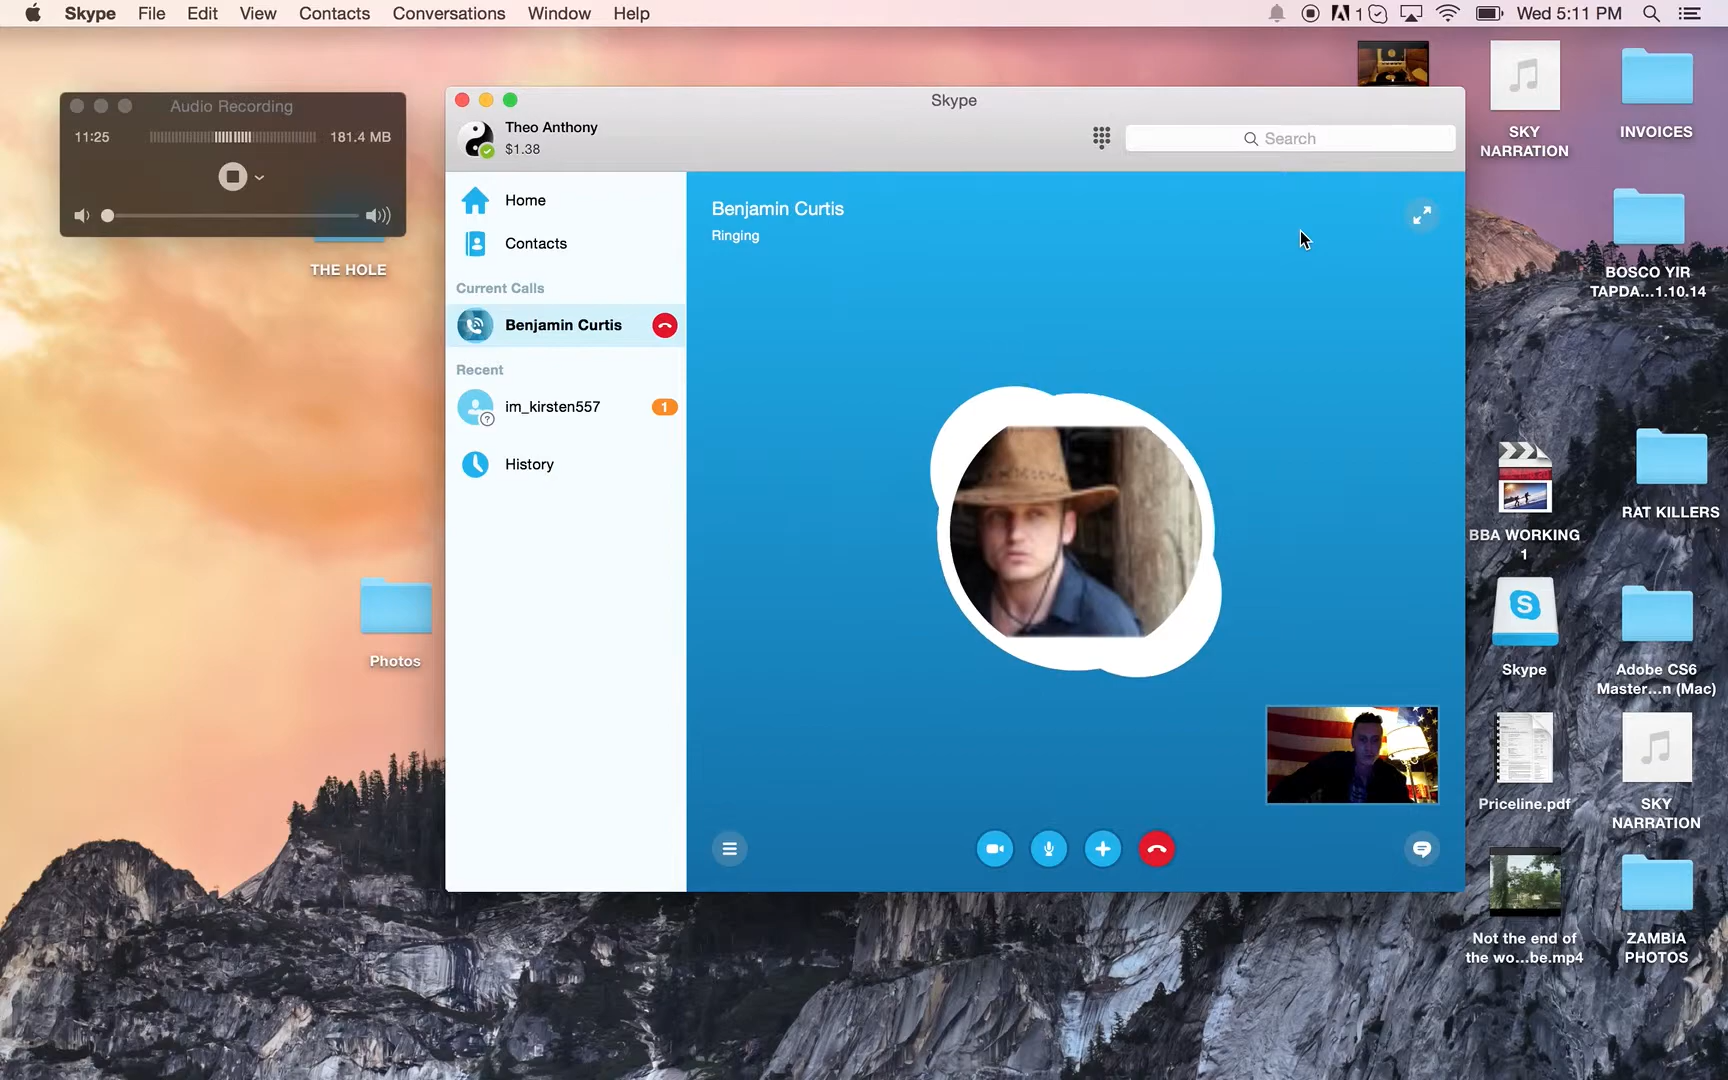 Skype File Edit View Contacts Conversations Window Help
1 Wed 5:11 PM
Audio Recording
11:25 181.4 MB
Skype
Theo Anthony
$1.38
Search
Home
Contacts
Current Calls
Benjamin Curtis
Recent
im_kirsten557 1
History
Benjamin Curtis
Ringing
THE HOLE
Photos
SKY
NARRATION
INVOICES
BOSCO YIR
TAPDA...1.10.14
BBA WORKING
1
RAT KILLERS
Skype
Adobe CS6
Master...n (Mac)
Priceline.pdf
SKY
NARRATION
Not the end of
the wo...be.mp4
ZAMBIA
PHOTOS